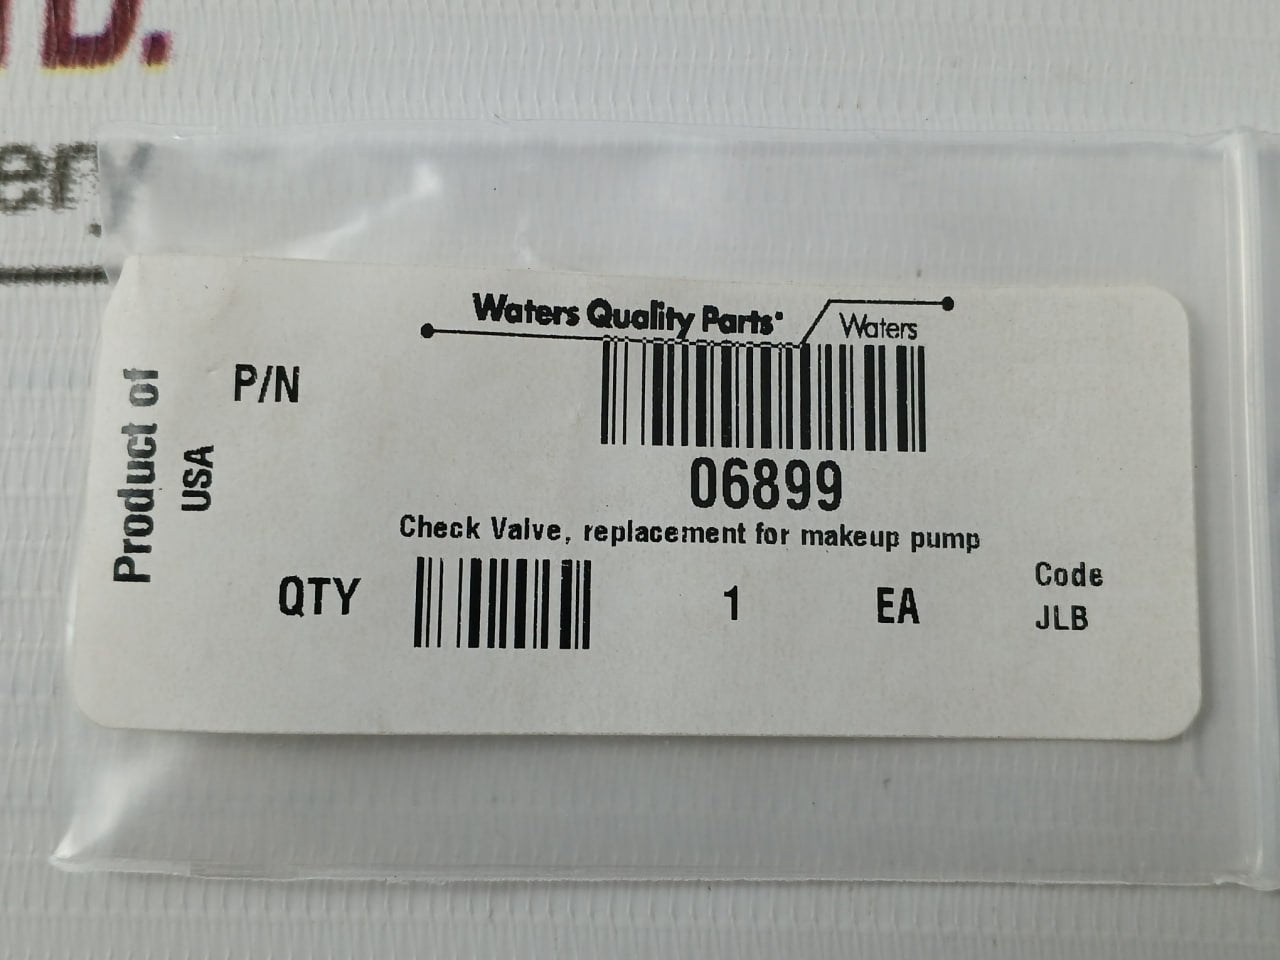 D.
Waters Quality Parts
Waters
Product of
USA
P/N
06899
Check Valve, replacement for makeup pump
QTY
1
EA
Code
JLB